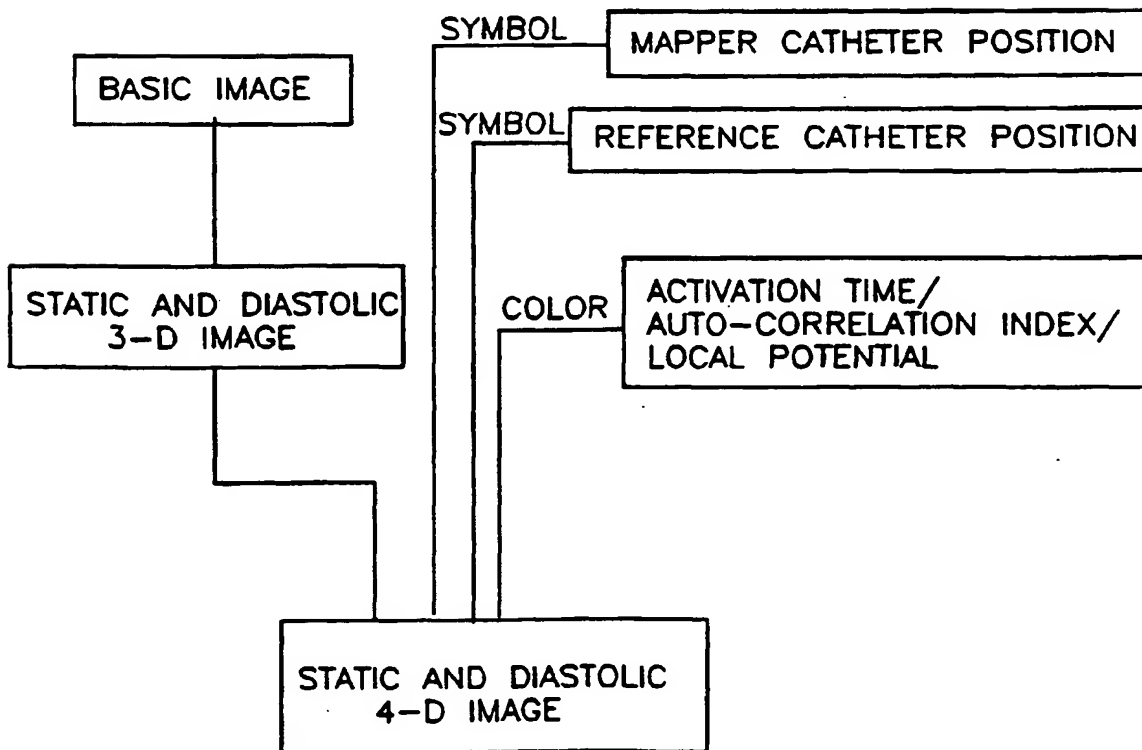 SYMBOL
MAPPER CATHETER POSITION
BASIC IMAGE
SYMBOL
REFERENCE CATHETER POSITION
STATIC AND DIASTOLIC
3-D IMAGE
COLOR
ACTIVATION TIME/
AUTO-CORRELATION INDEX/
LOCAL POTENTIAL
STATIC AND DIASTOLIC
4-D IMAGE